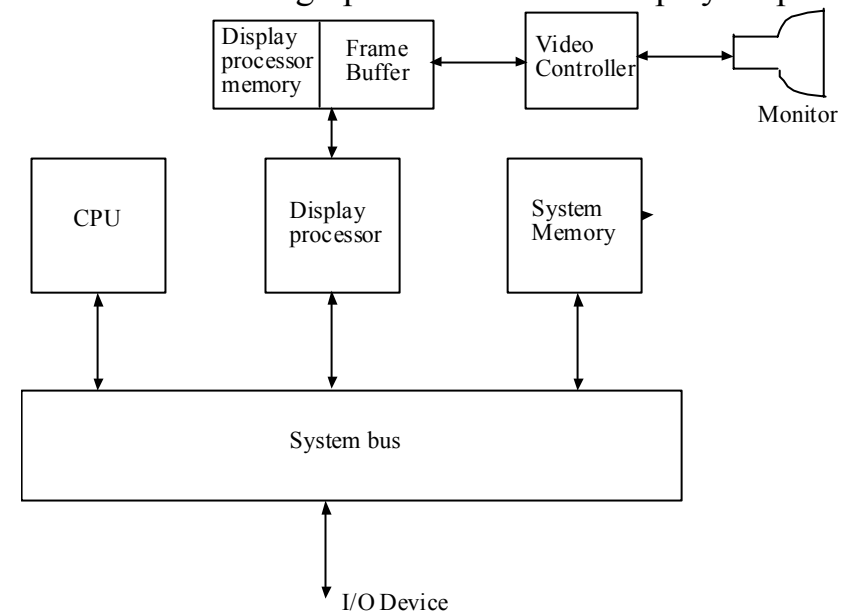 Display
processor
memory
Frame
Buffer
Video
Controller
Monitor
CPU
Display
processor
System
Memory
System bus
I/O Device